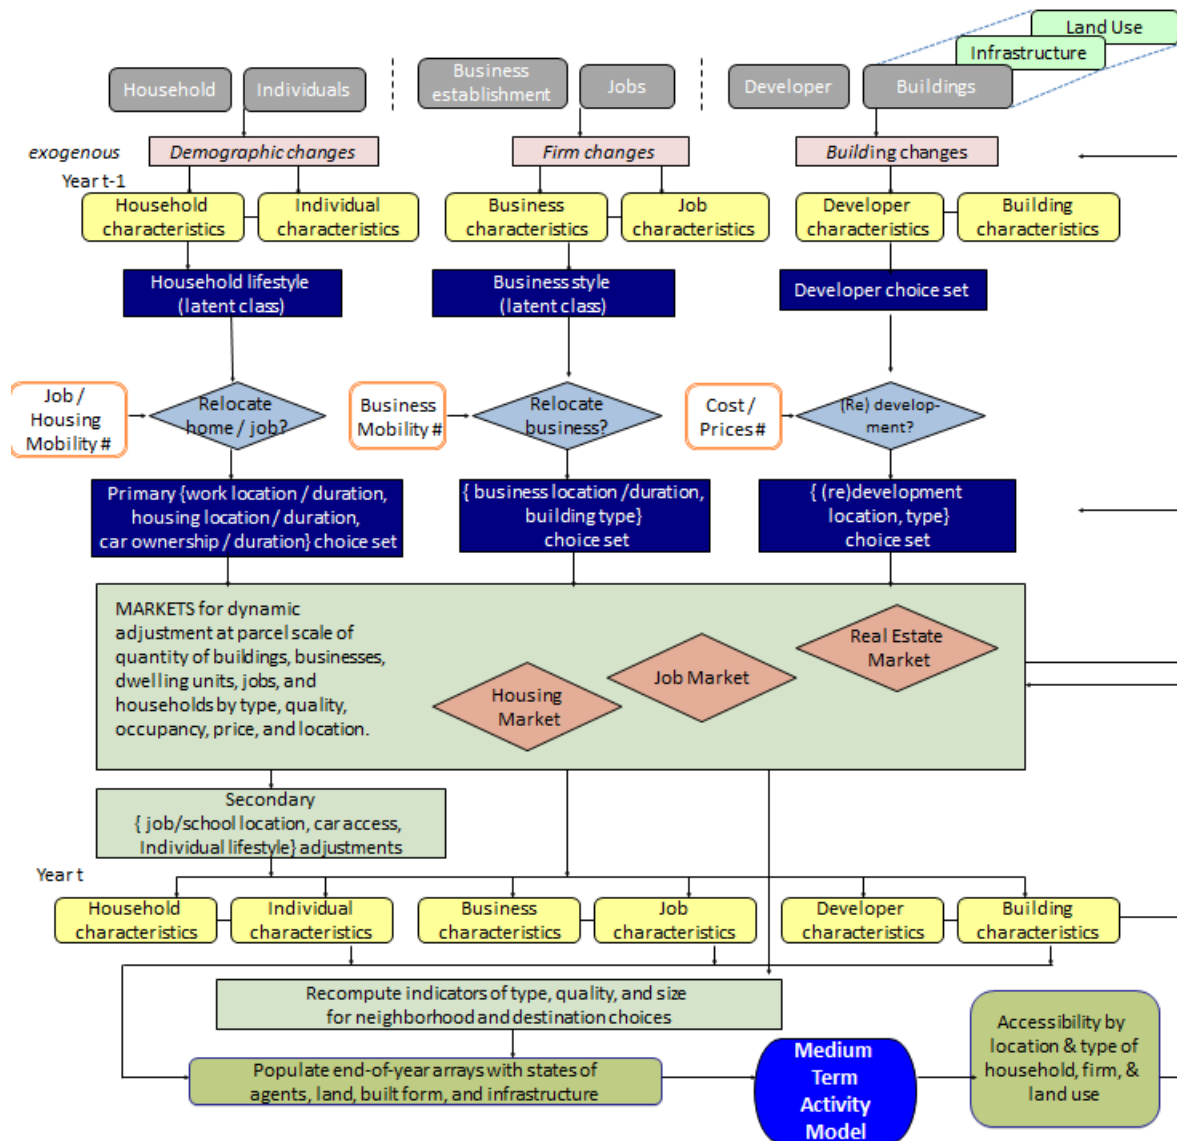 Land Use
Infrastructure
Household
Individuals
Business
establishment
Jobs
Developer
Buildings
exogenous
Demographic changes
Firm changes
Building changes
Year t-1
Household
characteristics
Individual
characteristics
Business
characteristics
Job
characteristics
Developer
characteristics
Building
characteristics
Household lifestyle
(latent class)
Business style
(latent class)
Developer choice set
Job /
Housing
Mobility #
Relocate
home / job?
Business
Mobility #
Relocate
business?
Cost /
Prices #
(Re) develop-
ment?
Primary {work location / duration,
housing location / duration,
car ownership / duration} choice set
{ business location /duration,
building type}
choice set
{ (re)development
location, type}
choice set
MARKETS for dynamic
adjustment at parcel scale of
quantity of buildings, businesses,
dwelling units, jobs, and
households by type, quality,
occupancy, price, and location.
Housing
Market
Job Market
Real Estate
Market
Secondary
{ job/school location, car access,
Individual lifestyle} adjustments
Year t
Household
characteristics
Individual
characteristics
Business
characteristics
Job
characteristics
Developer
characteristics
Building
characteristics
Recompute indicators of type, quality, and size
for neighborhood and destination choices
Populate end-of-year arrays with states of
agents, land, built form, and infrastructure
Medium
Term
Activity
Model
Accessibility by
location & type of
household, firm, &
land use